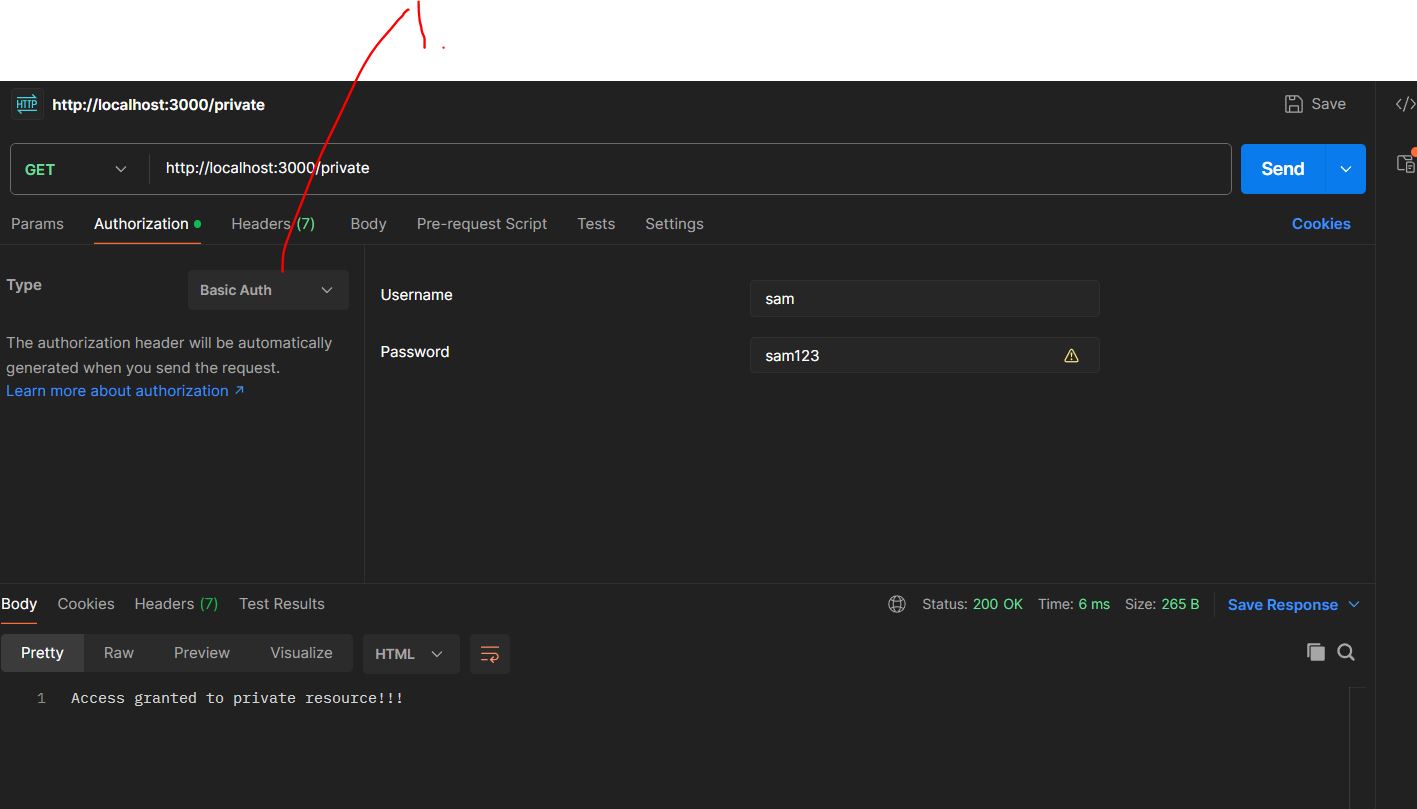 HTTP http://localhost:3000/private Save
GET http://localhost:3000/private Send
Params Authorization Headers (7) Body Pre-request Script Tests Settings Cookies
Type Basic Auth
Username sam
The authorization header will be automatically
generated when you send the request.
Learn more about authorization ↗
Password sam123
Body Cookies Headers (7) Test Results Status: 200 OK Time: 6 ms Size: 265 B Save Response
Pretty Raw Preview Visualize HTML
1 Access granted to private resource!!!